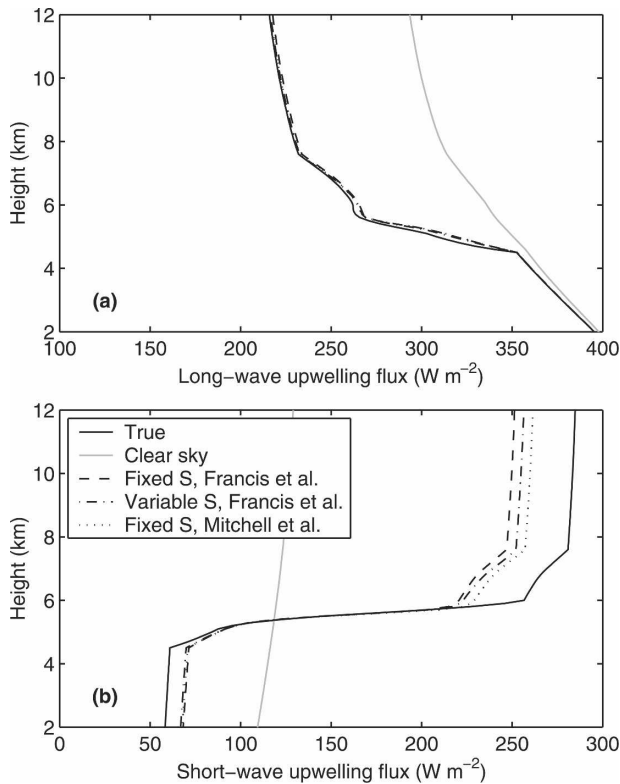 12
10
8
6
4
2
Height (km)
(a)
100 150 200 250 300 350 400
Long−wave upwelling flux (W m−2)
12
10
8
6
4
2
Height (km)
True
Clear sky
Fixed S, Francis et al.
Variable S, Francis et al.
Fixed S, Mitchell et al.
(b)
0 50 100 150 200 250 300
Short−wave upwelling flux (W m−2)